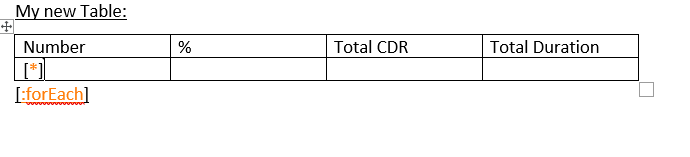 My new Table:
Number % Total CDR Total Duration
[*]
[:forEach]